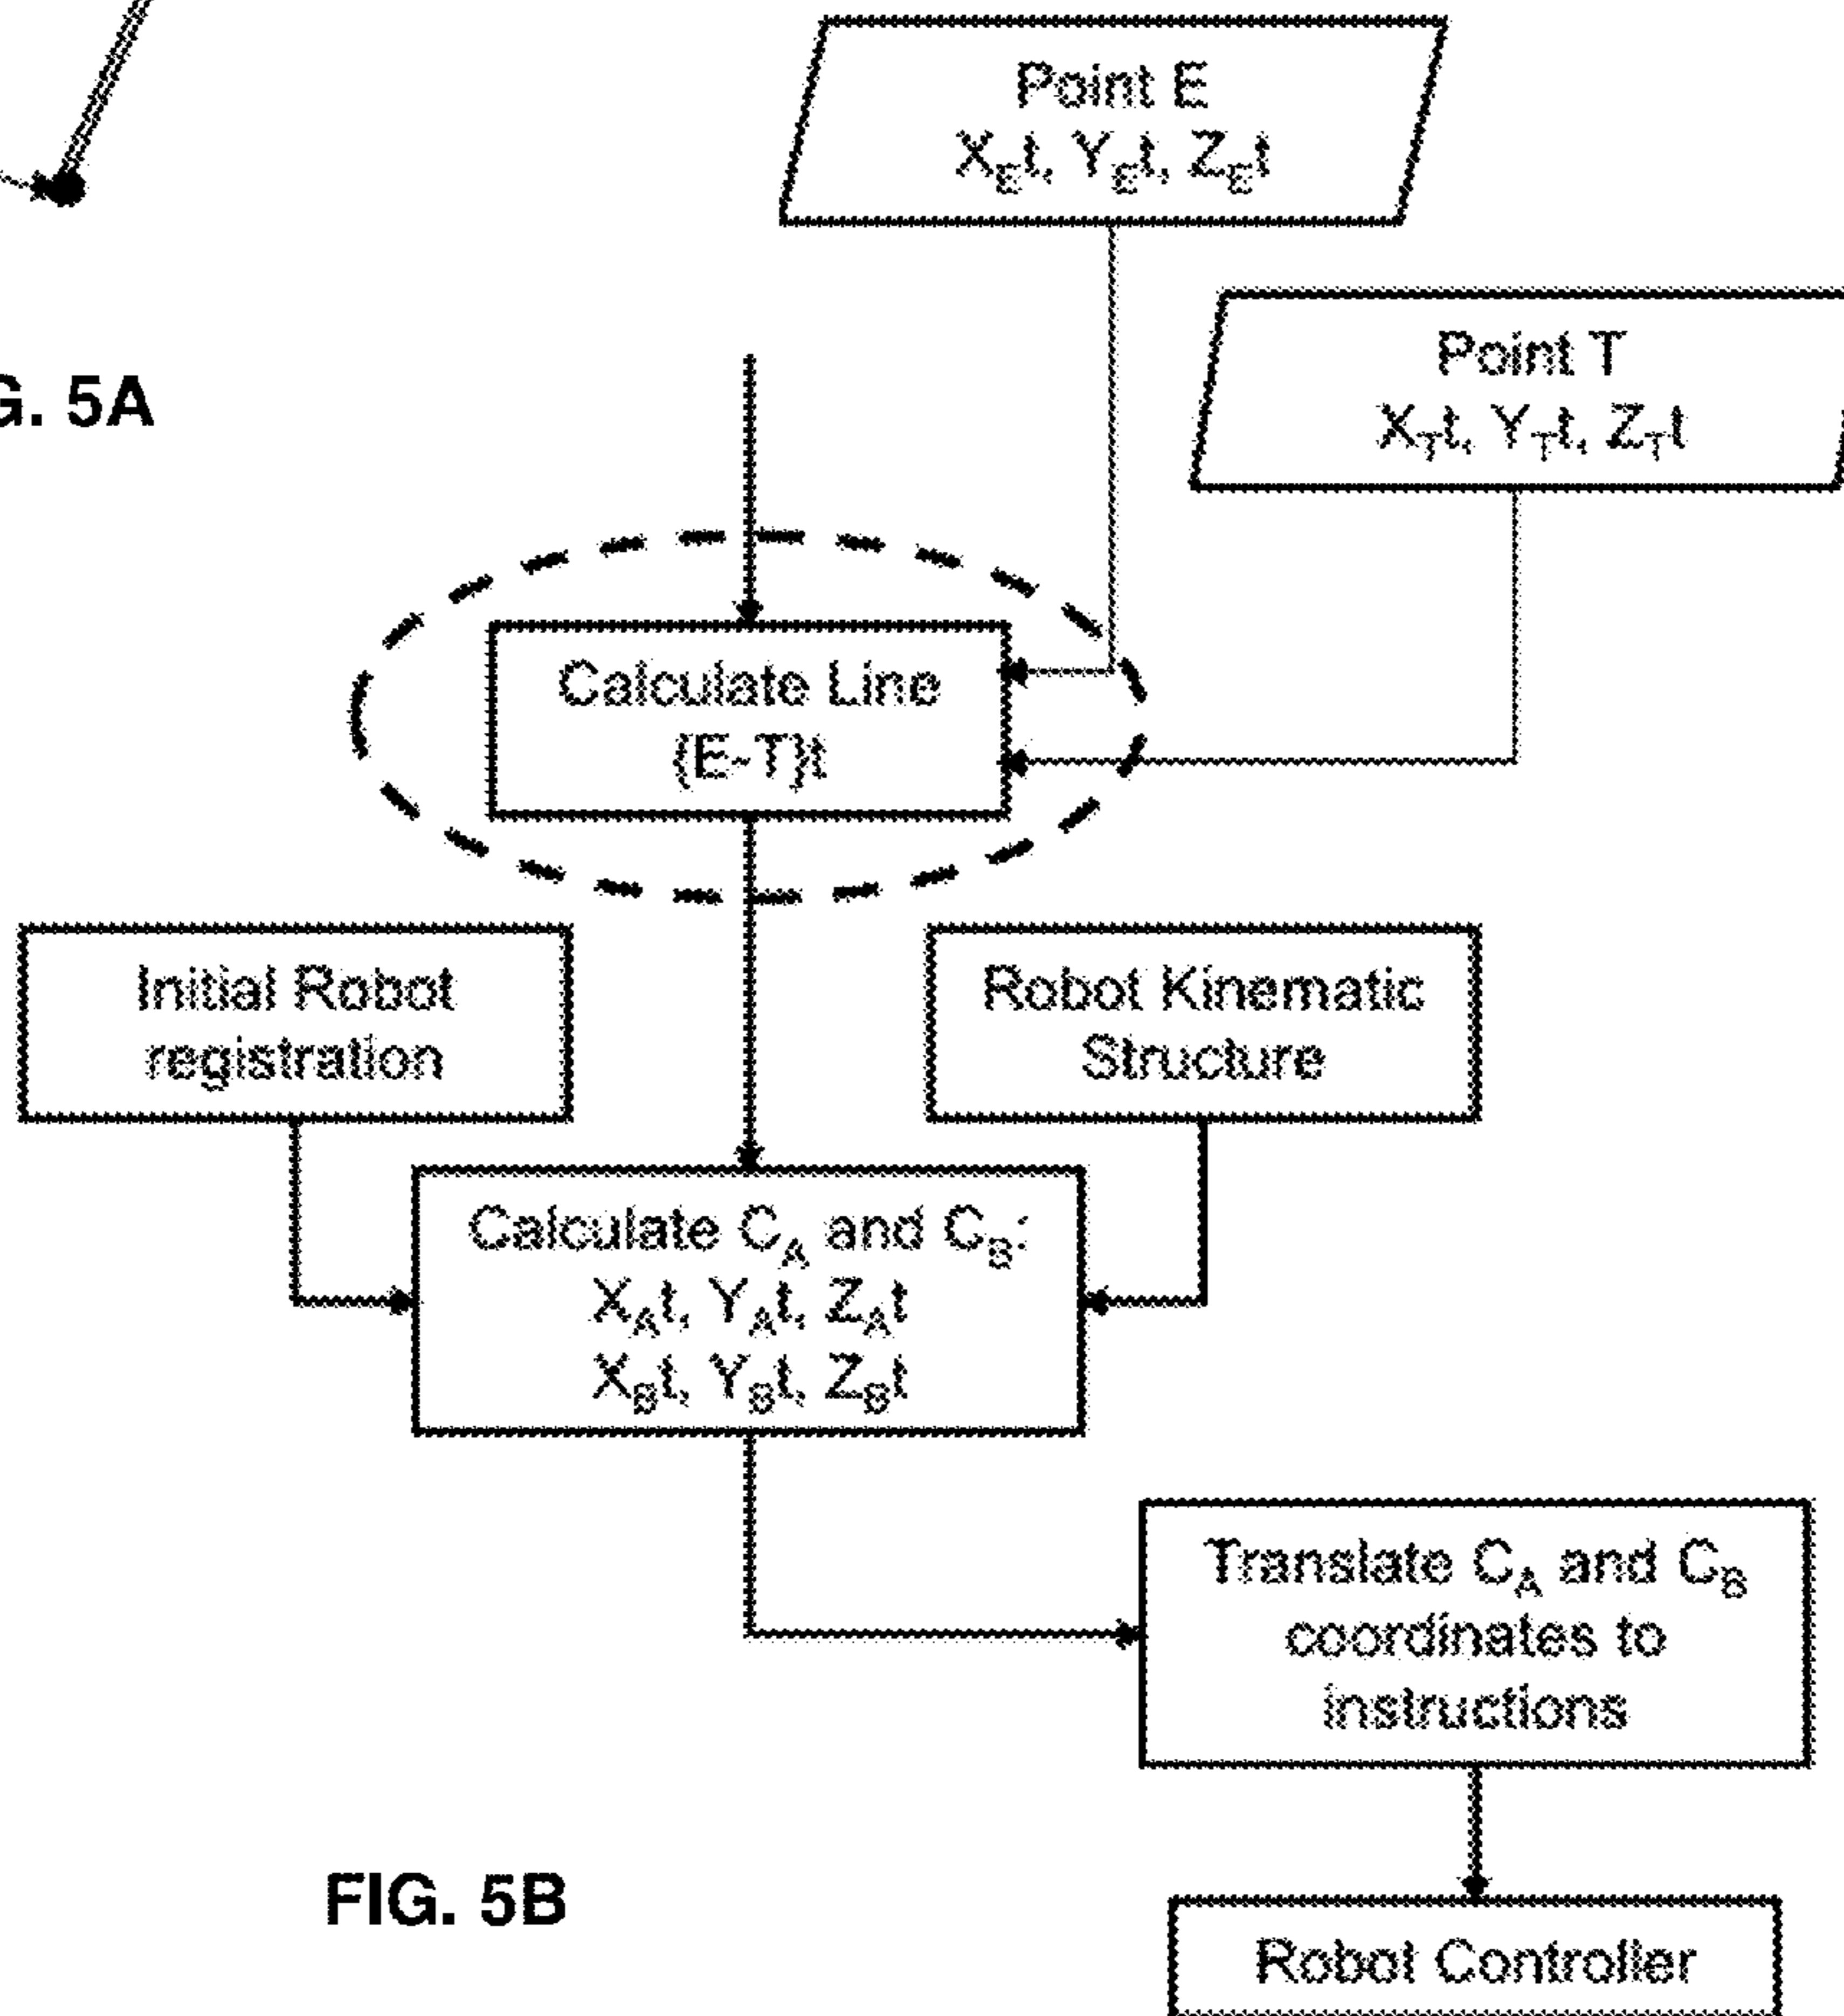 Point E
X_Et, Y_Et, Z_Et
Point T
X_Tt, Y_Tt, Z_Tt
G. 5A
Calculate Line
{E-T}t
Initial Robot
registration
Robot Kinematic
Structure
Calculate C_A and C_B:
X_At, Y_At, Z_At
X_Bt, Y_Bt, Z_Bt
Translate C_A and C_B
coordinates to
instructions
FIG. 5B
Robot Controller